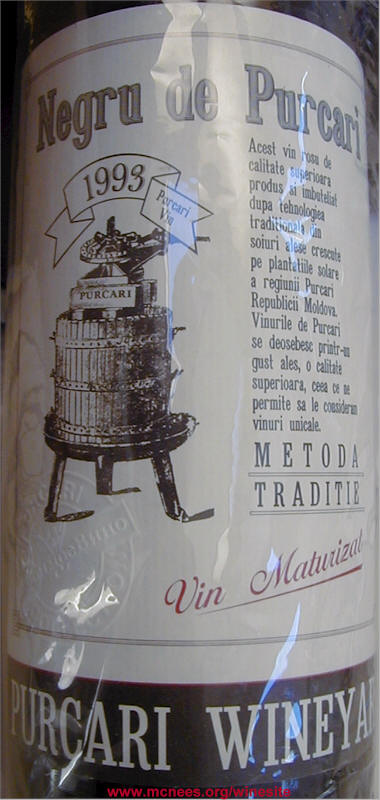 Negru de Purcari
1993
Purcari
Vin
PURCARI
Acest vin rosu de
calitate superioara
produs si imbuteliat
dupa tehnologiea
traditionala din
soiuri alese crescute
pe plantatiile solare
a regiunii Purcari
Republicii Moldova.
Vinurile de Purcari
se deosebesc printr-un
gust ales, o calitate
superioara, ceea ce ne
permite sa le consideram
vinuri unicale.
METODA
TRADITIE
Vin Maturizat
PURCARI WINEYA
www.mcnees.org/winesite